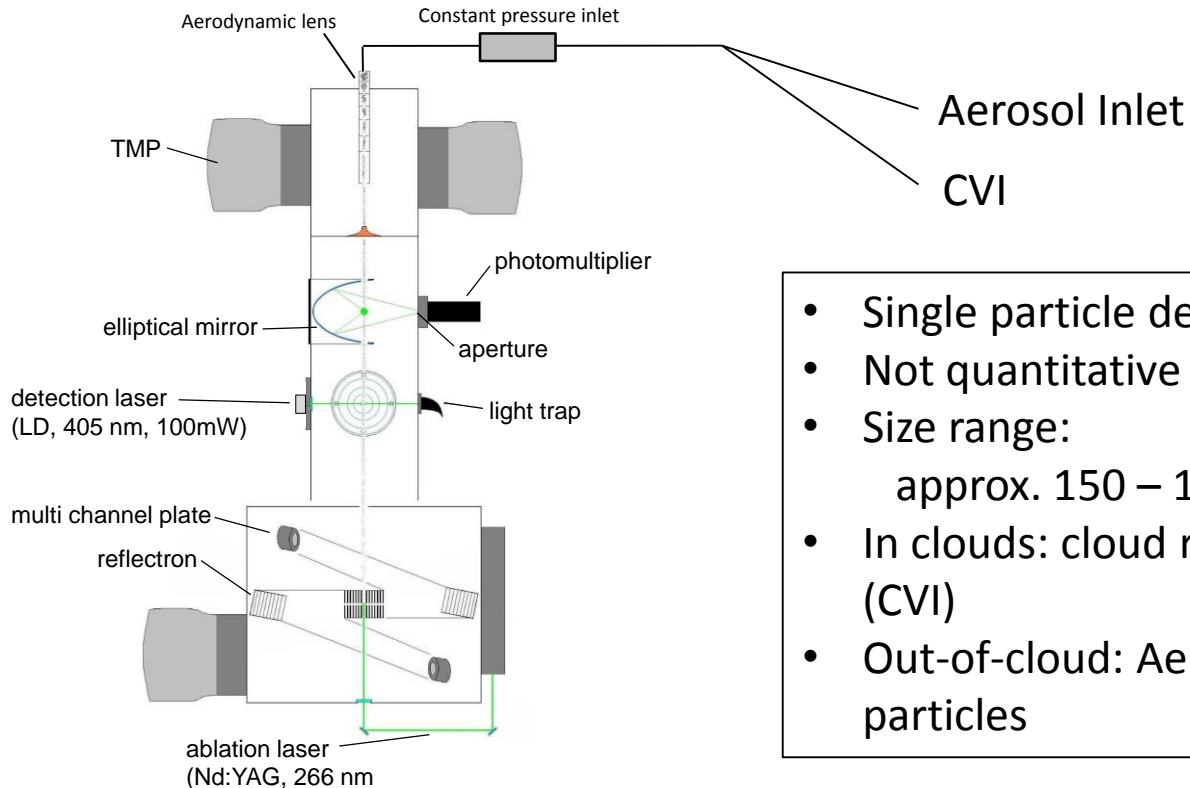 Aerodynamic lens
Constant pressure inlet
Aerosol Inlet
CVI
TMP
photomultiplier
elliptical mirror
aperture
detection laser
(LD, 405 nm, 100mW)
light trap
multi channel plate
reflectron
ablation laser
(Nd:YAG, 266 nm
• Single particle de
• Not quantitative
• Size range:
approx. 150 – 1
• In clouds: cloud r
(CVI)
• Out-of-cloud: Ae
particles